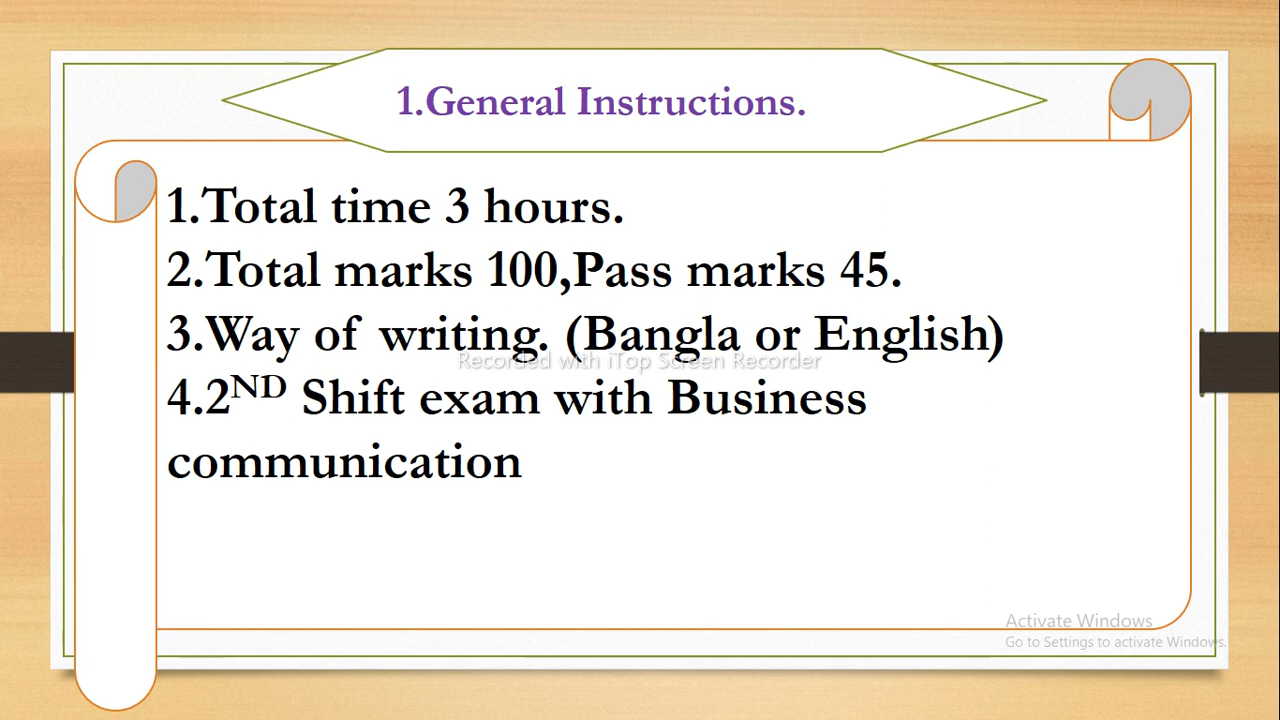 1.General Instructions.
1.Total time 3 hours.
2.Total marks 100,Pass marks 45.
3.Way of writing. (Bangla or English)
Recorded with iTop Screen Recorder
4.2ND Shift exam with Business
communication
Activate Windows
Go to Settings to activate Windows.